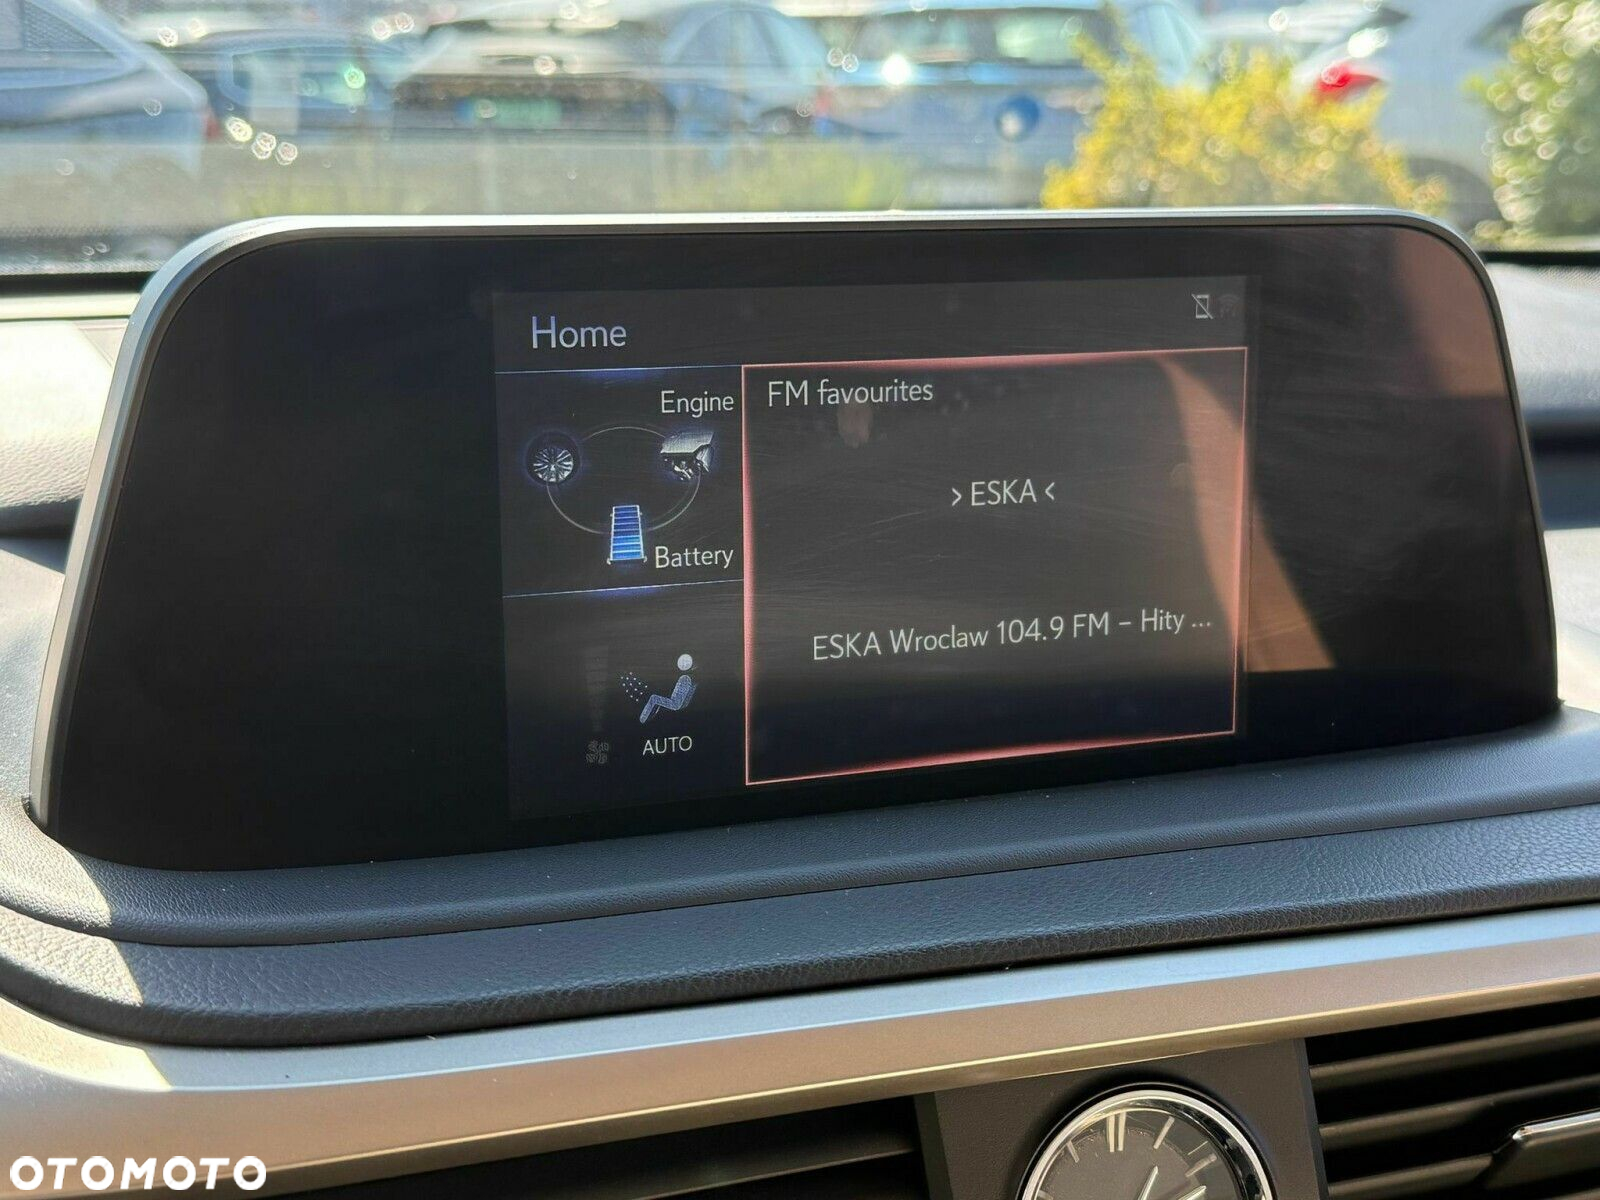 Home
Engine
Battery
AUTO
FM favourites
> ESKA <
ESKA Wroclaw 104.9 FM – Hity ...
OTOMOTO